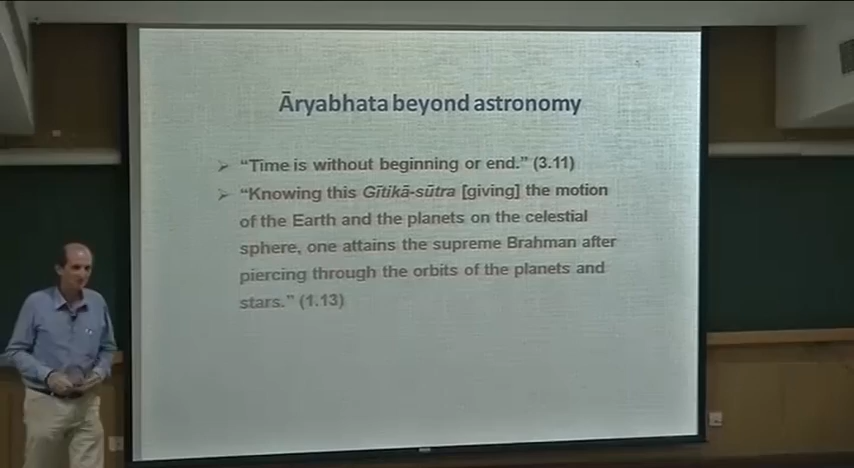 Āryabhata beyond astronomy
➢ “Time is without beginning or end.” (3.11)
➢ “Knowing this Gītikā-sūtra [giving] the motion
of the Earth and the planets on the celestial
sphere, one attains the supreme Brahman after
piercing through the orbits of the planets and
stars.” (1.13)